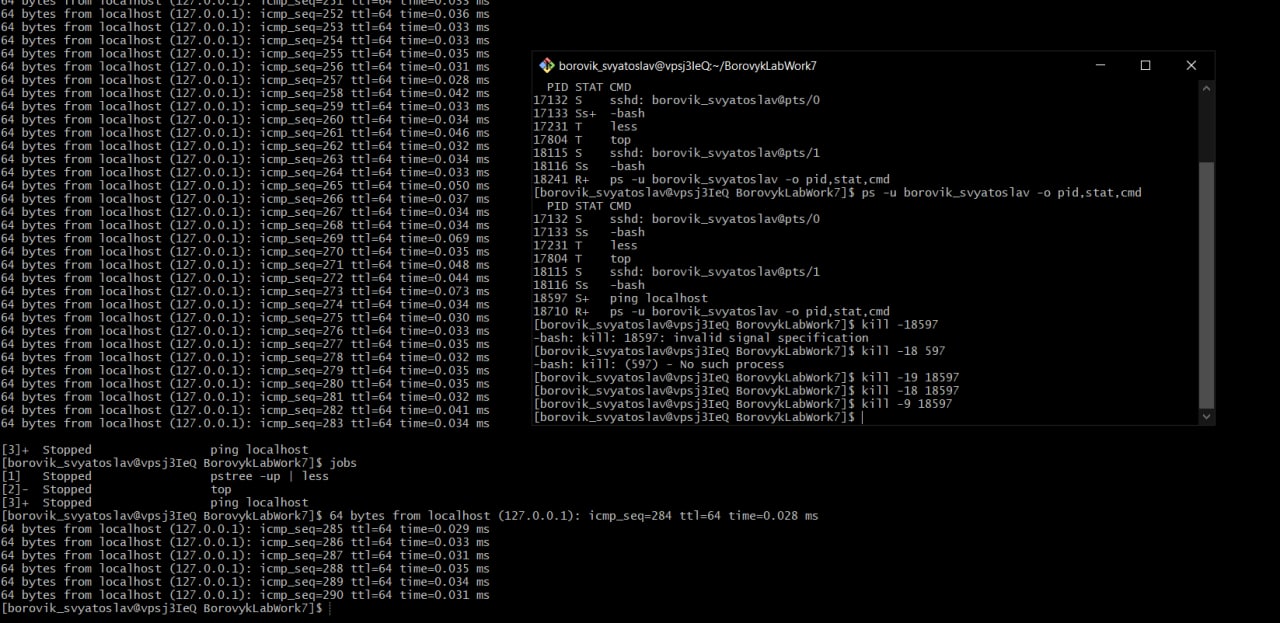 64 bytes from localhost (127.0.0.1): icmp_seq=251 ttl=64 time=0.033 ms
64 bytes from localhost (127.0.0.1): icmp_seq=252 ttl=64 time=0.036 ms
64 bytes from localhost (127.0.0.1): icmp_seq=253 ttl=64 time=0.033 ms
64 bytes from localhost (127.0.0.1): icmp_seq=254 ttl=64 time=0.033 ms
64 bytes from localhost (127.0.0.1): icmp_seq=255 ttl=64 time=0.035 ms
64 bytes from localhost (127.0.0.1): icmp_seq=256 ttl=64 time=0.031 ms
64 bytes from localhost (127.0.0.1): icmp_seq=257 ttl=64 time=0.028 ms
64 bytes from localhost (127.0.0.1): icmp_seq=258 ttl=64 time=0.042 ms
64 bytes from localhost (127.0.0.1): icmp_seq=259 ttl=64 time=0.033 ms
64 bytes from localhost (127.0.0.1): icmp_seq=260 ttl=64 time=0.034 ms
64 bytes from localhost (127.0.0.1): icmp_seq=261 ttl=64 time=0.046 ms
64 bytes from localhost (127.0.0.1): icmp_seq=262 ttl=64 time=0.032 ms
64 bytes from localhost (127.0.0.1): icmp_seq=263 ttl=64 time=0.034 ms
64 bytes from localhost (127.0.0.1): icmp_seq=264 ttl=64 time=0.033 ms
64 bytes from localhost (127.0.0.1): icmp_seq=265 ttl=64 time=0.050 ms
64 bytes from localhost (127.0.0.1): icmp_seq=266 ttl=64 time=0.037 ms
64 bytes from localhost (127.0.0.1): icmp_seq=267 ttl=64 time=0.034 ms
64 bytes from localhost (127.0.0.1): icmp_seq=268 ttl=64 time=0.034 ms
64 bytes from localhost (127.0.0.1): icmp_seq=269 ttl=64 time=0.069 ms
64 bytes from localhost (127.0.0.1): icmp_seq=270 ttl=64 time=0.035 ms
64 bytes from localhost (127.0.0.1): icmp_seq=271 ttl=64 time=0.048 ms
64 bytes from localhost (127.0.0.1): icmp_seq=272 ttl=64 time=0.044 ms
64 bytes from localhost (127.0.0.1): icmp_seq=273 ttl=64 time=0.073 ms
64 bytes from localhost (127.0.0.1): icmp_seq=274 ttl=64 time=0.034 ms
64 bytes from localhost (127.0.0.1): icmp_seq=275 ttl=64 time=0.030 ms
64 bytes from localhost (127.0.0.1): icmp_seq=276 ttl=64 time=0.033 ms
64 bytes from localhost (127.0.0.1): icmp_seq=277 ttl=64 time=0.035 ms
64 bytes from localhost (127.0.0.1): icmp_seq=278 ttl=64 time=0.032 ms
64 bytes from localhost (127.0.0.1): icmp_seq=279 ttl=64 time=0.035 ms
64 bytes from localhost (127.0.0.1): icmp_seq=280 ttl=64 time=0.035 ms
64 bytes from localhost (127.0.0.1): icmp_seq=281 ttl=64 time=0.032 ms
64 bytes from localhost (127.0.0.1): icmp_seq=282 ttl=64 time=0.041 ms
64 bytes from localhost (127.0.0.1): icmp_seq=283 ttl=64 time=0.034 ms
[3]+  Stopped                 ping localhost
[borovik_svyatoslav@vpsj3IeQ BorovykLabWork7]$ jobs
[1]   Stopped                 pstree -up | less
[2]-  Stopped                 top
[3]+  Stopped                 ping localhost
[borovik_svyatoslav@vpsj3IeQ BorovykLabWork7]$ 64 bytes from localhost (127.0.0.1): icmp_seq=284 ttl=64 time=0.028 ms
64 bytes from localhost (127.0.0.1): icmp_seq=285 ttl=64 time=0.029 ms
64 bytes from localhost (127.0.0.1): icmp_seq=286 ttl=64 time=0.033 ms
64 bytes from localhost (127.0.0.1): icmp_seq=287 ttl=64 time=0.031 ms
64 bytes from localhost (127.0.0.1): icmp_seq=288 ttl=64 time=0.035 ms
64 bytes from localhost (127.0.0.1): icmp_seq=289 ttl=64 time=0.034 ms
64 bytes from localhost (127.0.0.1): icmp_seq=290 ttl=64 time=0.031 ms
[borovik_svyatoslav@vpsj3IeQ BorovykLabWork7]$
borovik_svyatoslav@vpsj3IeQ:~/BorovykLabWork7
  PID STAT CMD
17132 S    sshd: borovik_svyatoslav@pts/0
17133 Ss+  -bash
17231 T    less
17804 T    top
18115 S    sshd: borovik_svyatoslav@pts/1
18116 Ss   -bash
18241 R+   ps -u borovik_svyatoslav -o pid,stat,cmd
[borovik_svyatoslav@vpsj3IeQ BorovykLabWork7]$ ps -u borovik_svyatoslav -o pid,stat,cmd
  PID STAT CMD
17132 S    sshd: borovik_svyatoslav@pts/0
17133 Ss   -bash
17231 T    less
17804 T    top
18115 S    sshd: borovik_svyatoslav@pts/1
18116 Ss   -bash
18597 S+   ping localhost
18710 R+   ps -u borovik_svyatoslav -o pid,stat,cmd
[borovik_svyatoslav@vpsj3IeQ BorovykLabWork7]$ kill -18597
-bash: kill: 18597: invalid signal specification
[borovik_svyatoslav@vpsj3IeQ BorovykLabWork7]$ kill -18 597
-bash: kill: (597) - No such process
[borovik_svyatoslav@vpsj3IeQ BorovykLabWork7]$ kill -19 18597
[borovik_svyatoslav@vpsj3IeQ BorovykLabWork7]$ kill -18 18597
[borovik_svyatoslav@vpsj3IeQ BorovykLabWork7]$ kill -9 18597
[borovik_svyatoslav@vpsj3IeQ BorovykLabWork7]$